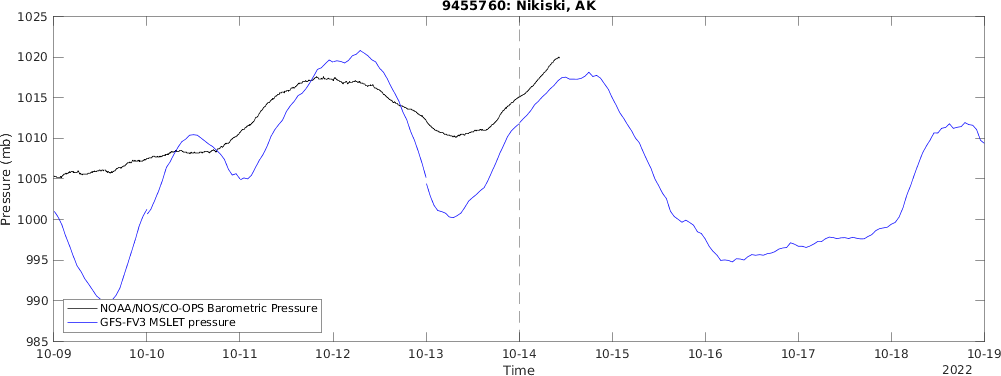 9455760: Nikiski, AK
1025
1020
1015
1010
1005
1000
995
990
985
Pressure (mb)
NOAA/NOS/CO-OPS Barometric Pressure
GFS-FV3 MSLET pressure
10-09 10-10 10-11 10-12 10-13 10-14 10-15 10-16 10-17 10-18 10-19
Time
2022